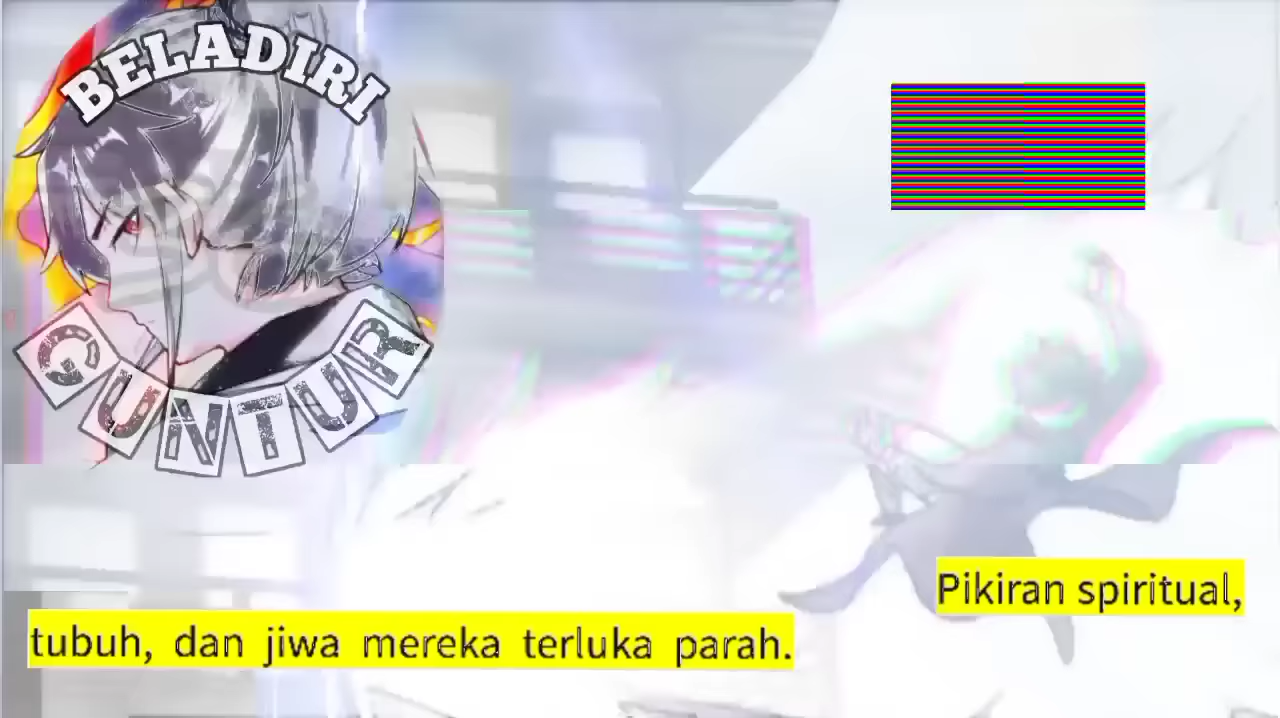 BELADIRI
GUNTUR
Pikiran spiritual,
tubuh, dan jiwa mereka terluka parah.